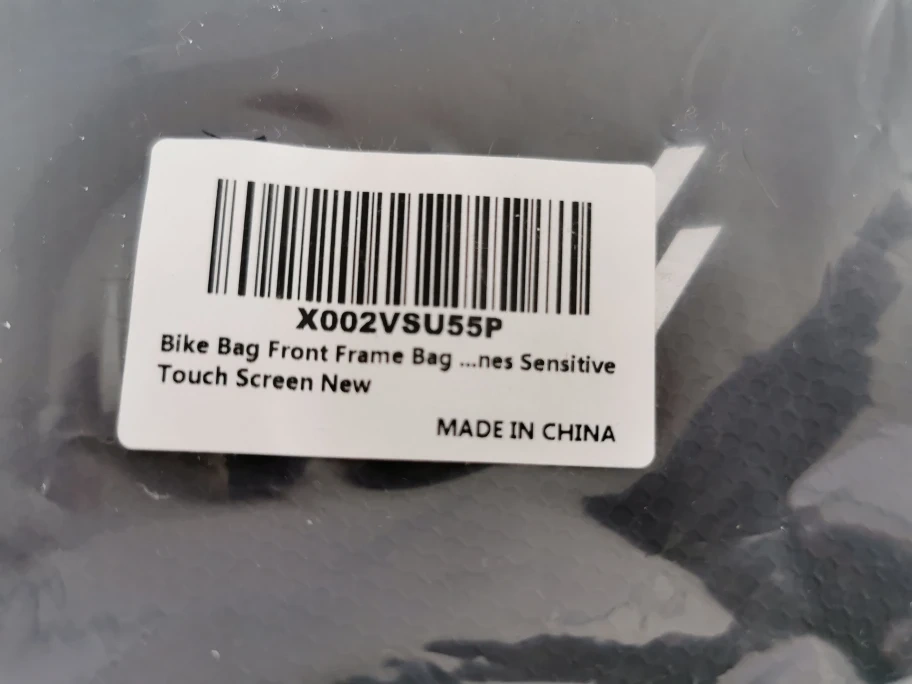 X002VSU55P
Bike Bag Front Frame Bag ...nes Sensitive
Touch Screen New
MADE IN CHINA